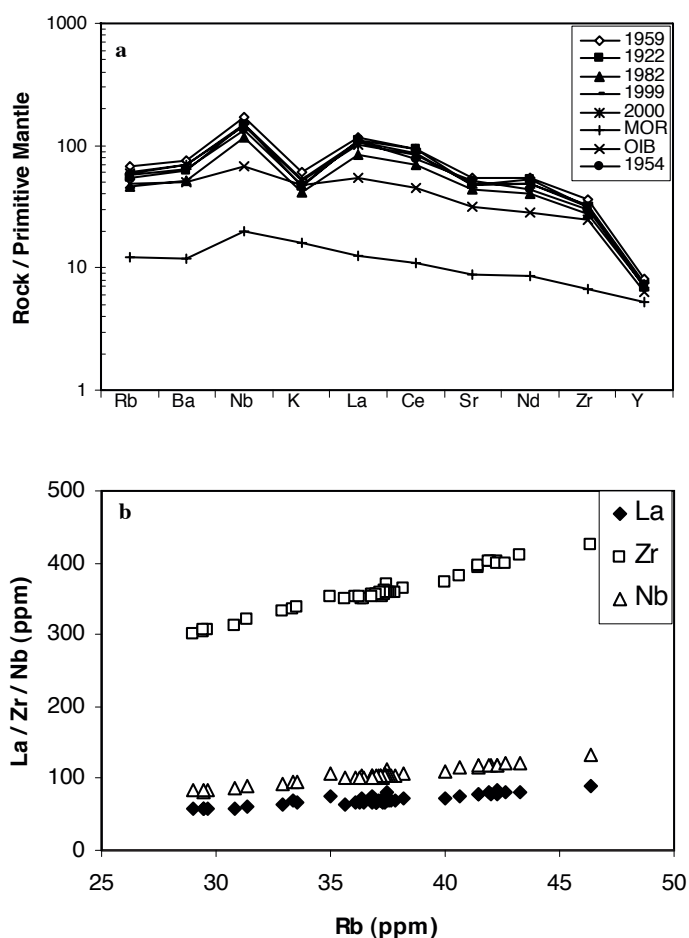 1000
100
10
1
Rock / Primitive Mantle
a
1959
1922
1982
1999
2000
MOR
OIB
1954
Rb Ba Nb K La Ce Sr Nd Zr Y
500
400
300
200
100
0
La / Zr / Nb (ppm)
b
La
Zr
Nb
25 30 35 40 45 50
Rb (ppm)